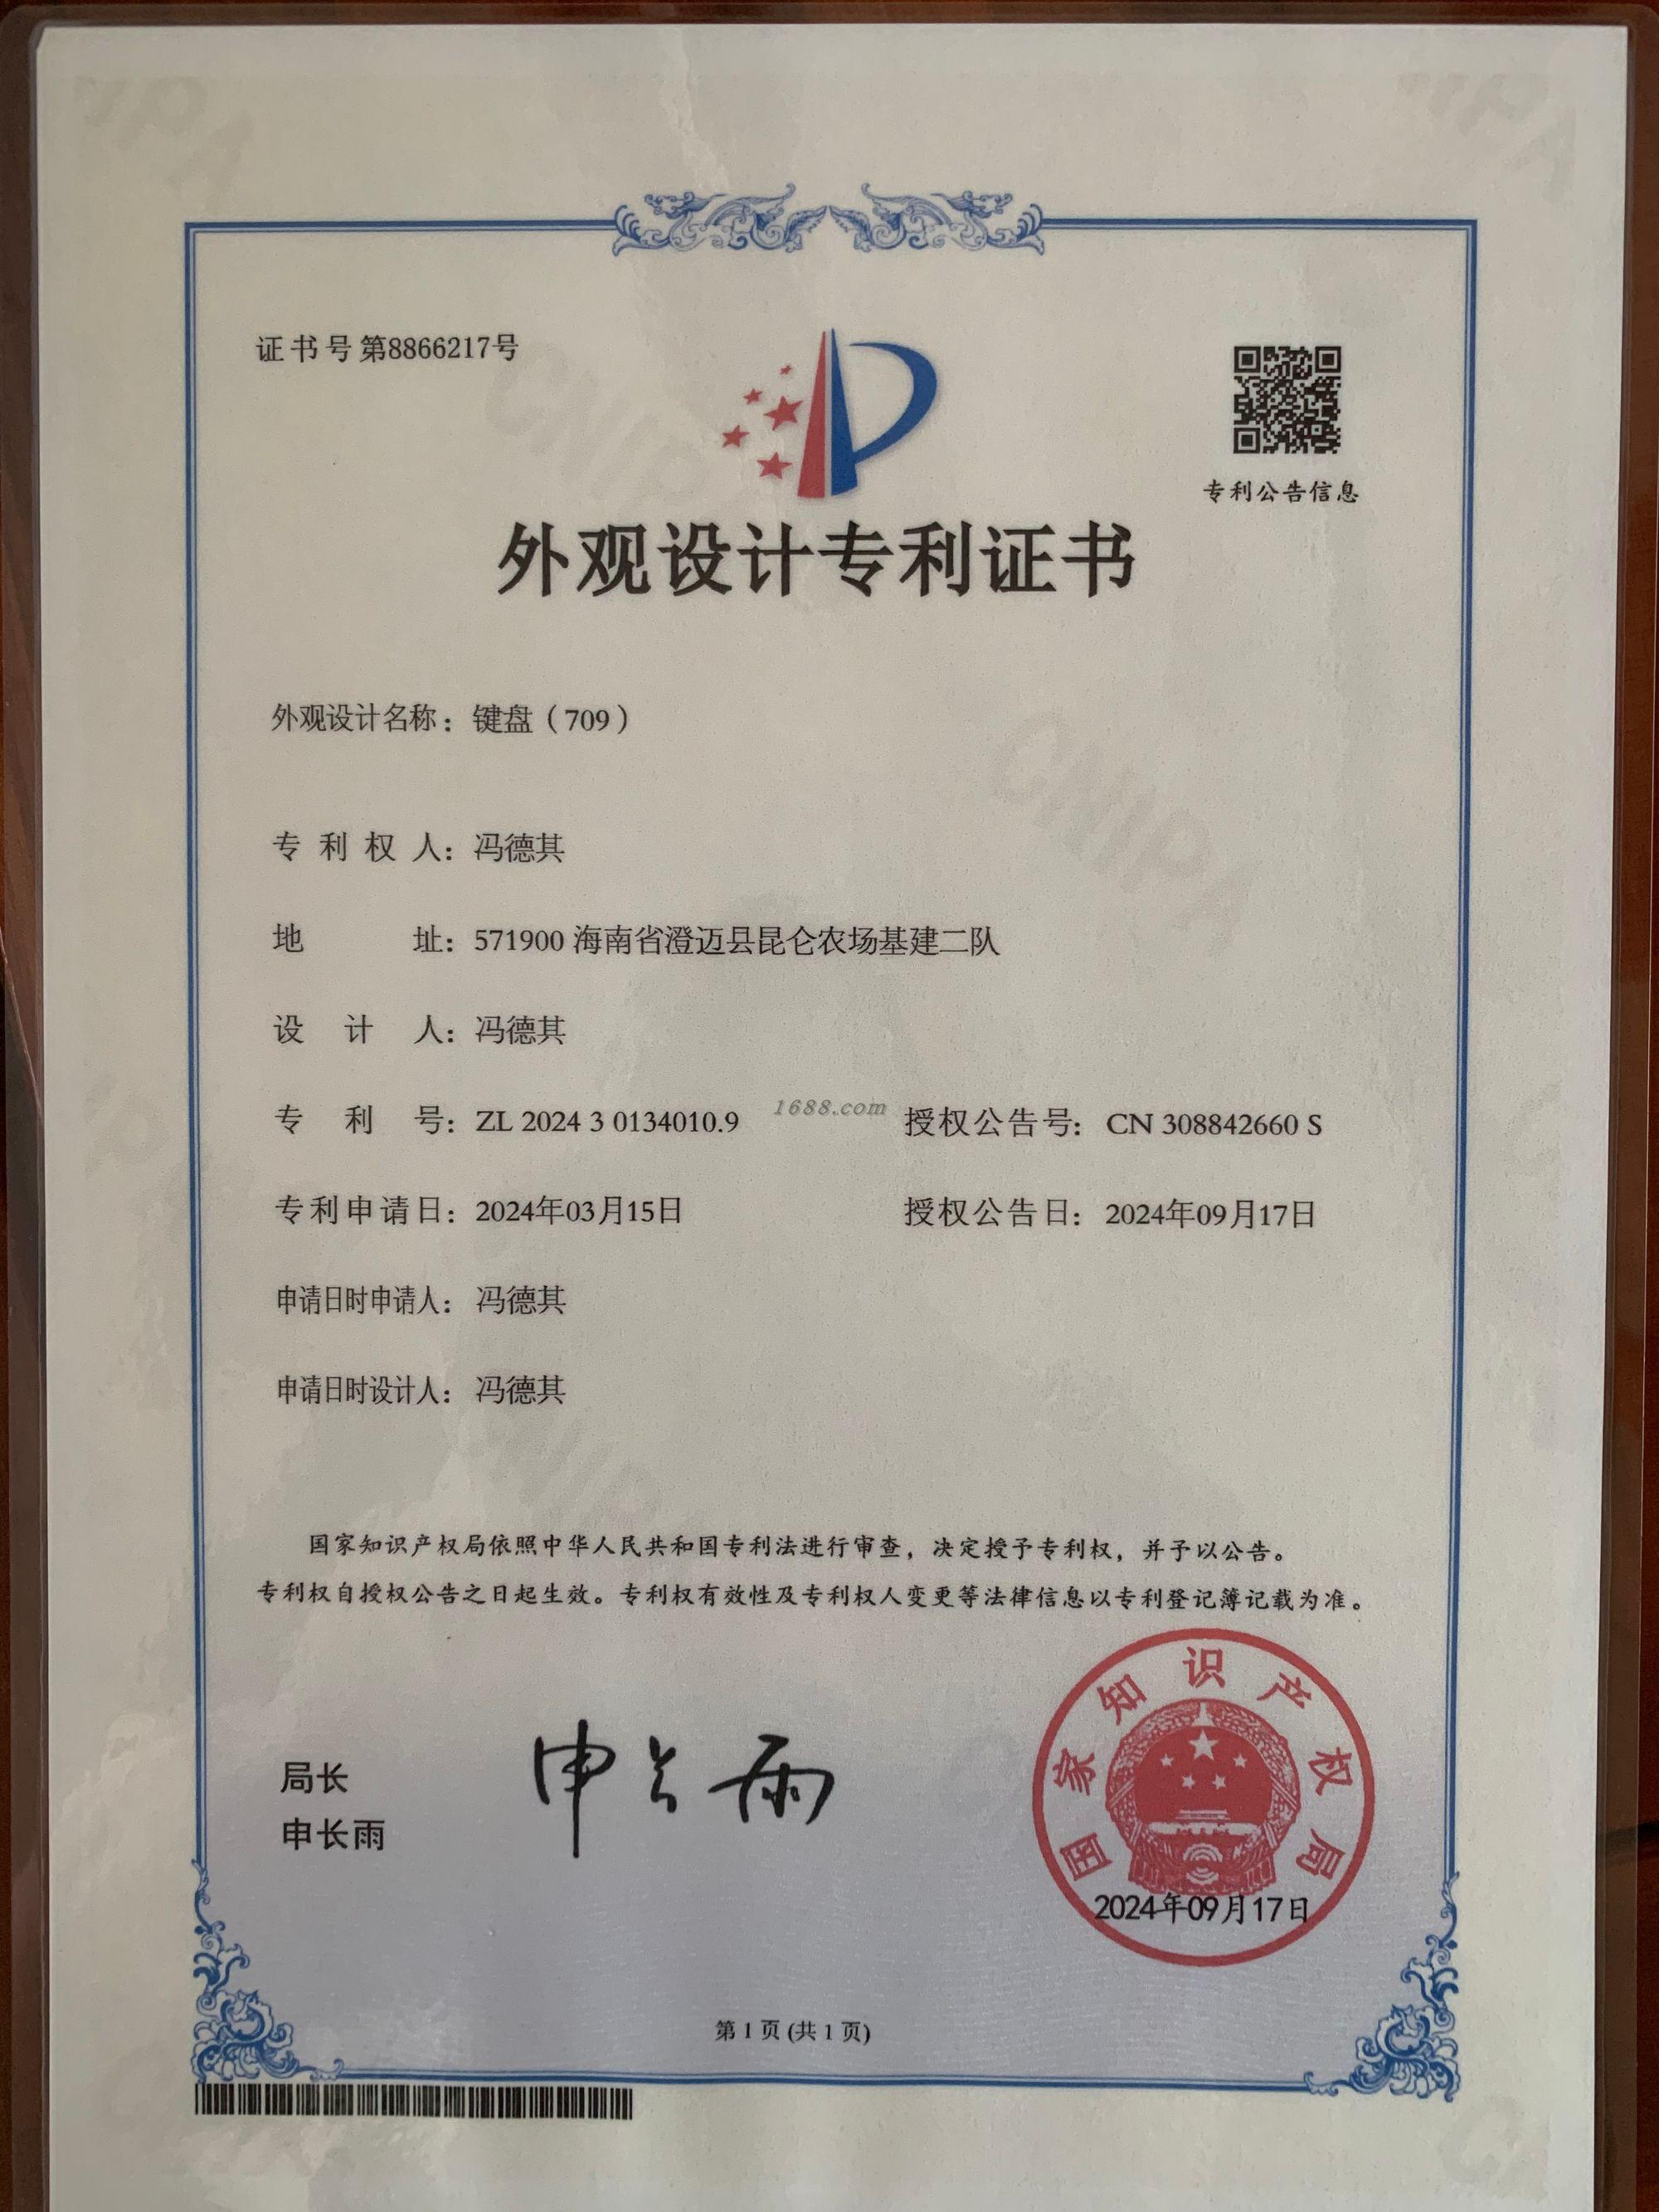 证书号第8866217号
专利公告信息
外观设计专利证书
外观设计名称：键盘（709）
专利权人：冯德其
地址：571900 海南省澄迈县昆仑农场基建二队
设计人：冯德其
专利号：ZL 2024 3 0134010.9
1688.com
授权公告号：CN 308842660 S
专利申请日：2024年03月15日
授权公告日：2024年09月17日
申请日时申请人：冯德其
申请日时设计人：冯德其
国家知识产权局依照中华人民共和国专利法进行审查，决定授予专利权，并予以公告。
专利权自授权公告之日起生效。专利权有效性及专利权人变更等法律信息以专利登记簿记载为准。
局长
申长雨
申长雨
国家知识产权局
2024年09月17日
第 1 页 (共 1 页)
CNIPA